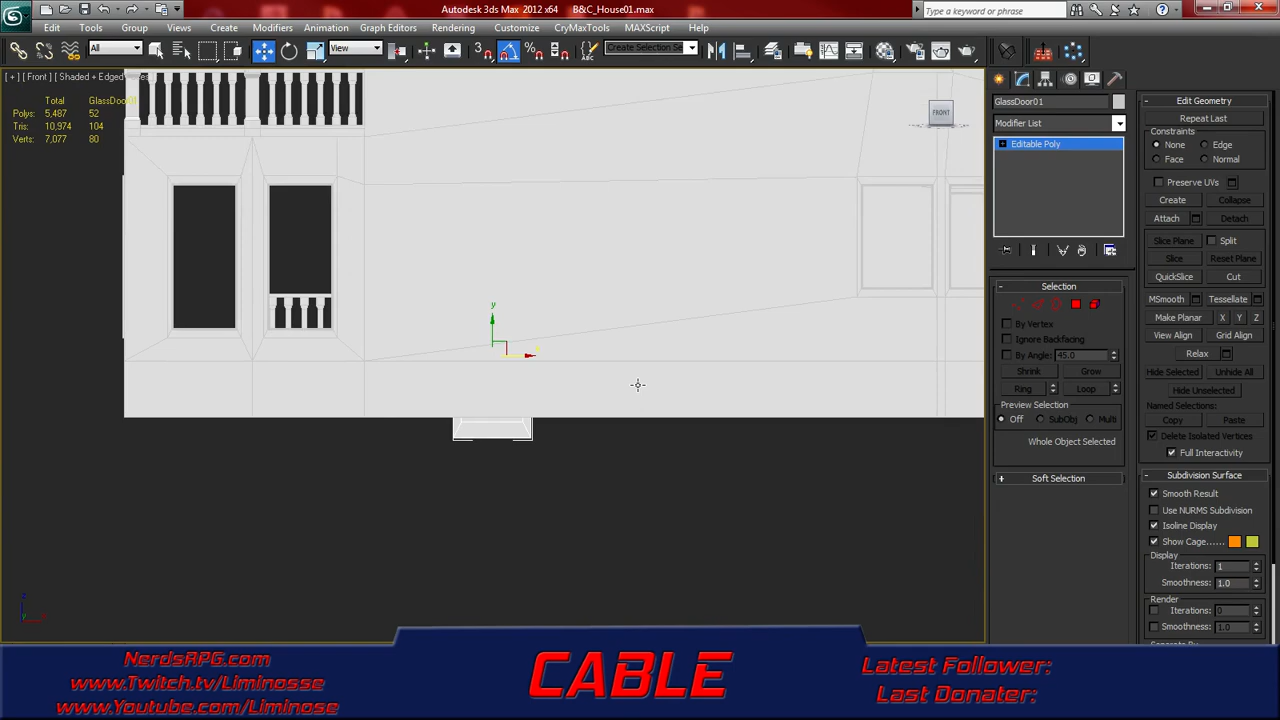 Autodesk 3ds Max 2012 x64 B&C_House01.max
Type a keyword or phrase
Edit Tools Group Views Create Modifiers Animation Graph Editors Rendering Customize CryMaxTools MAXScript Help
All View Create Selection Se
[ + ] [ Front ] [ Shaded + Edged Faces ]
Total GlassDoor01
Polys: 5,487 52
Tris: 10,974 104
Verts: 7,077 80
FRONT
GlassDoor01
Modifier List
Editable Poly
Selection
By Vertex
Ignore Backfacing
By Angle: 45.0
Shrink Grow
Ring Loop
Preview Selection
Off SubObj Multi
Whole Object Selected
Soft Selection
Edit Geometry
Repeat Last
Constraints
None Edge
Face Normal
Preserve UVs
Create Collapse
Attach Detach
Slice Plane Split
Slice Reset Plane
QuickSlice Cut
MSmooth Tessellate
Make Planar X Y Z
View Align Grid Align
Relax
Hide Selected Unhide All
Hide Unselected
Named Selections:
Copy Paste
Delete Isolated Vertices
Full Interactivity
Subdivision Surface
Smooth Result
Use NURMS Subdivision
Isoline Display
Show Cage......
Display
Iterations: 1
Smoothness: 1.0
Render
Iterations: 0
Smoothness: 1.0
Separate By
NerdsRPG.com
www.Twitch.tv/Liminosse
www.Youtube.com/Liminose
CABLE
Latest Follower:
Last Donater: